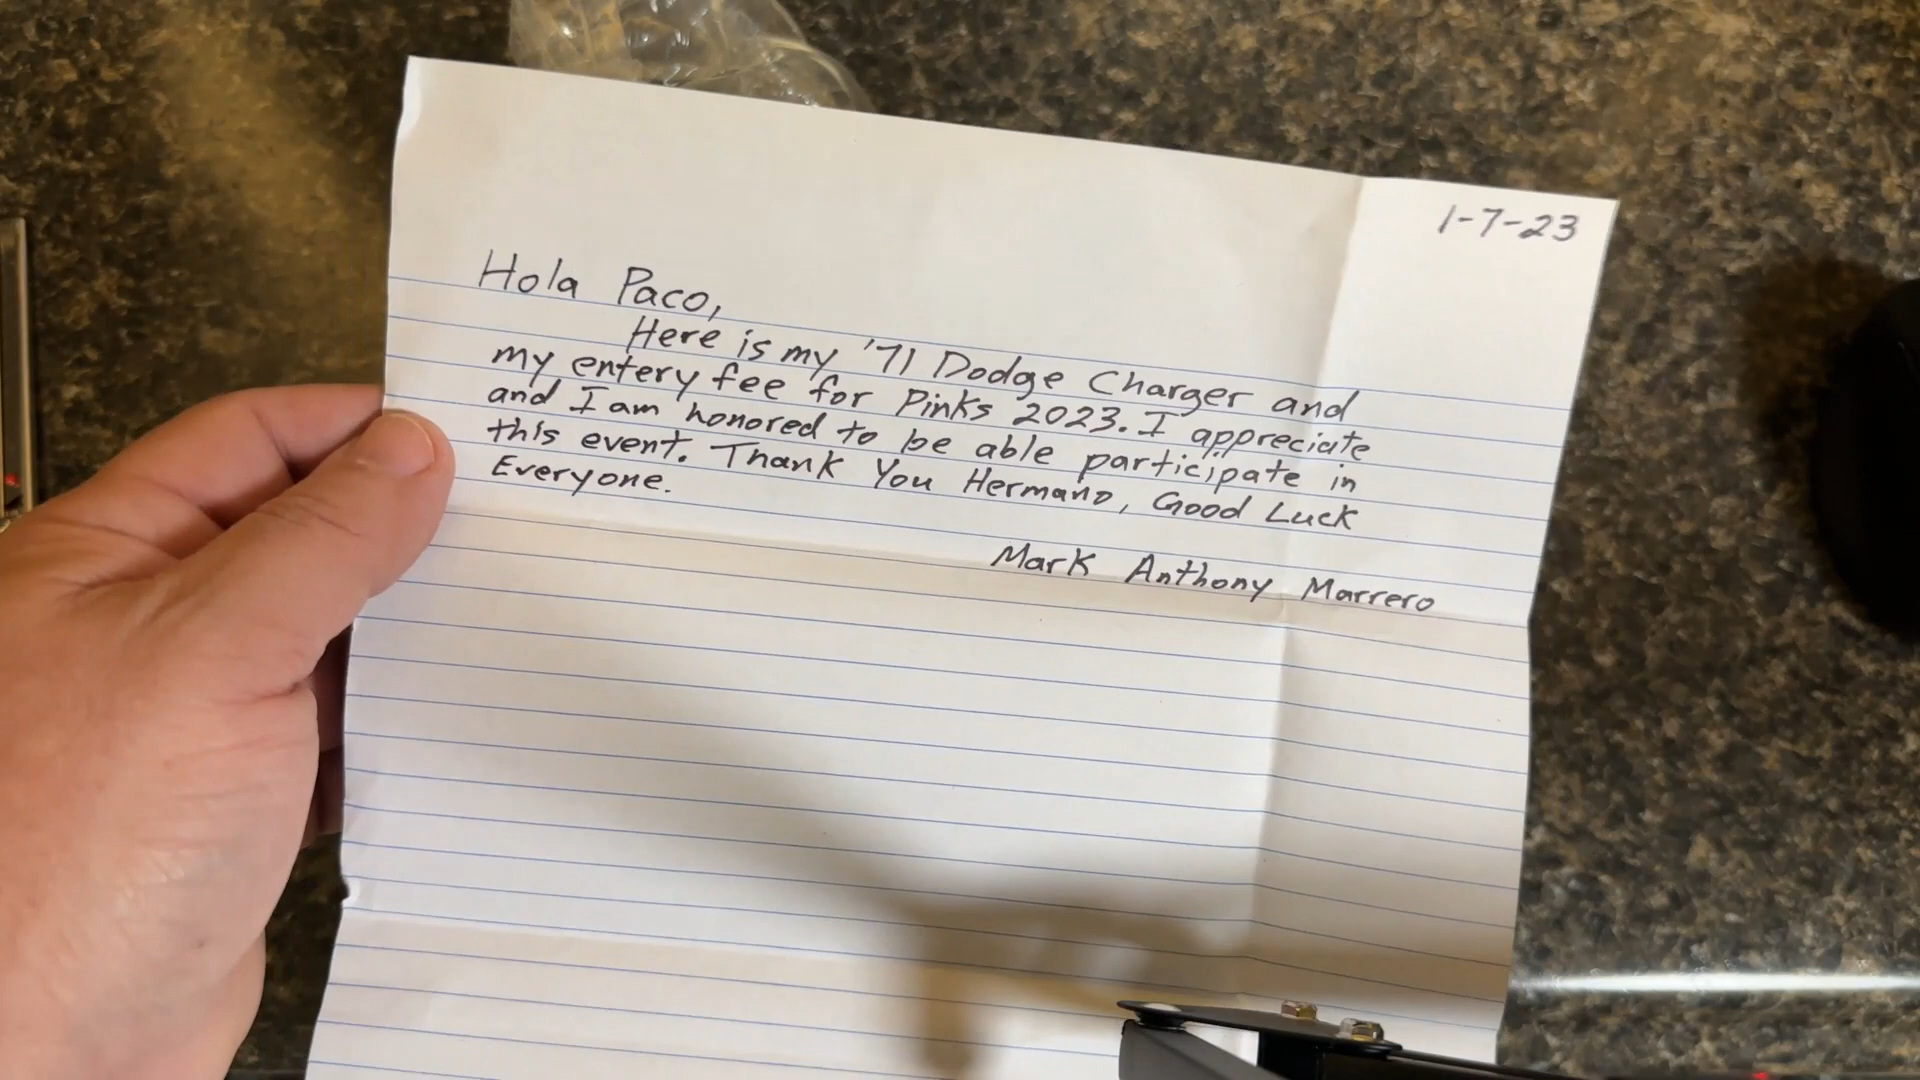 1-7-23
Hola Paco,
Here is my '71 Dodge Charger and
my entery fee for Pinks 2023. I appreciate
and I am honored to be able participate in
this event. Thank You Hermano, Good Luck
Everyone.
Mark Anthony Marrero